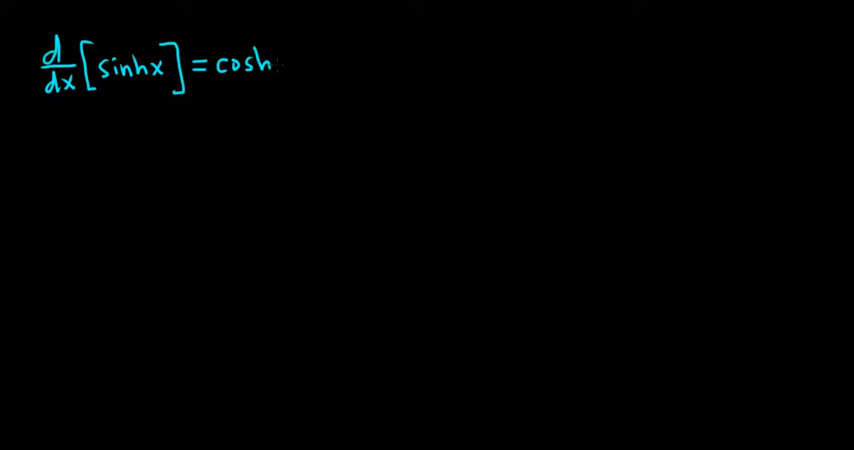 d/dx [sinhx] = cosh